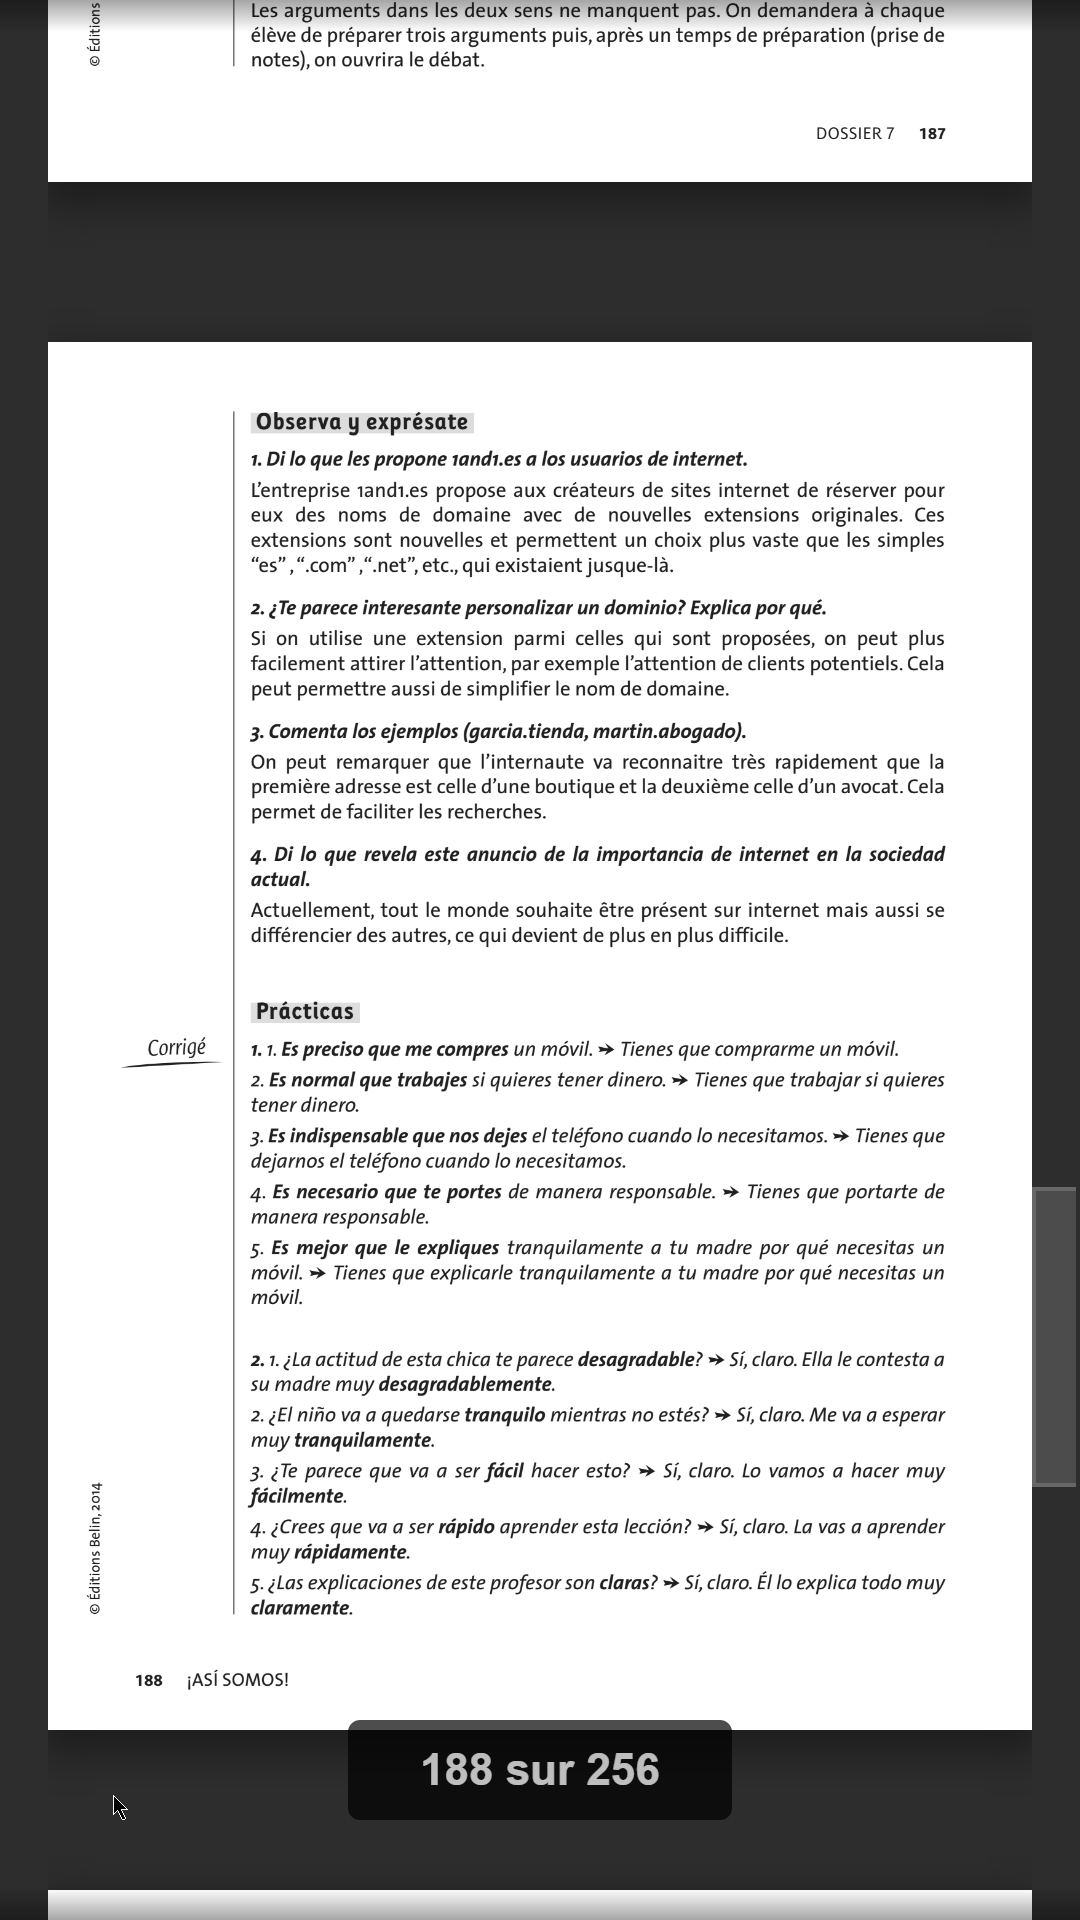 Les arguments dans les deux sens ne manquent pas. On demandera à chaque
élève de préparer trois arguments puis, après un temps de préparation (prise de
notes), on ouvrira le débat.
© Éditions
DOSSIER 7 187
Observa y exprésate
1. Di lo que les propone 1and1.es a los usuarios de internet.
L’entreprise 1and1.es propose aux créateurs de sites internet de réserver pour
eux des noms de domaine avec de nouvelles extensions originales. Ces
extensions sont nouvelles et permettent un choix plus vaste que les simples
“es” , “.com” , “.net”, etc., qui existaient jusque-là.
2. ¿Te parece interesante personalizar un dominio? Explica por qué.
Si on utilise une extension parmi celles qui sont proposées, on peut plus
facilement attirer l’attention, par exemple l’attention de clients potentiels. Cela
peut permettre aussi de simplifier le nom de domaine.
3. Comenta los ejemplos (garcia.tienda, martin.abogado).
On peut remarquer que l’internaute va reconnaitre très rapidement que la
première adresse est celle d’une boutique et la deuxième celle d’un avocat. Cela
permet de faciliter les recherches.
4. Di lo que revela este anuncio de la importancia de internet en la sociedad
actual.
Actuellement, tout le monde souhaite être présent sur internet mais aussi se
différencier des autres, ce qui devient de plus en plus difficile.
Prácticas
Corrigé
1. 1. Es preciso que me compres un móvil. ➛ Tienes que comprarme un móvil.
2. Es normal que trabajes si quieres tener dinero. ➛ Tienes que trabajar si quieres
tener dinero.
3. Es indispensable que nos dejes el teléfono cuando lo necesitamos. ➛ Tienes que
dejarnos el teléfono cuando lo necesitamos.
4. Es necesario que te portes de manera responsable. ➛ Tienes que portarte de
manera responsable.
5. Es mejor que le expliques tranquilamente a tu madre por qué necesitas un
móvil. ➛ Tienes que explicarle tranquilamente a tu madre por qué necesitas un
móvil.
2. 1. ¿La actitud de esta chica te parece desagradable? ➛ Sí, claro. Ella le contesta a
su madre muy desagradablemente.
2. ¿El niño va a quedarse tranquilo mientras no estés? ➛ Sí, claro. Me va a esperar
muy tranquilamente.
3. ¿Te parece que va a ser fácil hacer esto? ➛ Sí, claro. Lo vamos a hacer muy
fácilmente.
4. ¿Crees que va a ser rápido aprender esta lección? ➛ Sí, claro. La vas a aprender
muy rápidamente.
5. ¿Las explicaciones de este profesor son claras? ➛ Sí, claro. Él lo explica todo muy
claramente.
© Éditions Belin, 2014
188 ¡ASÍ SOMOS!
188 sur 256